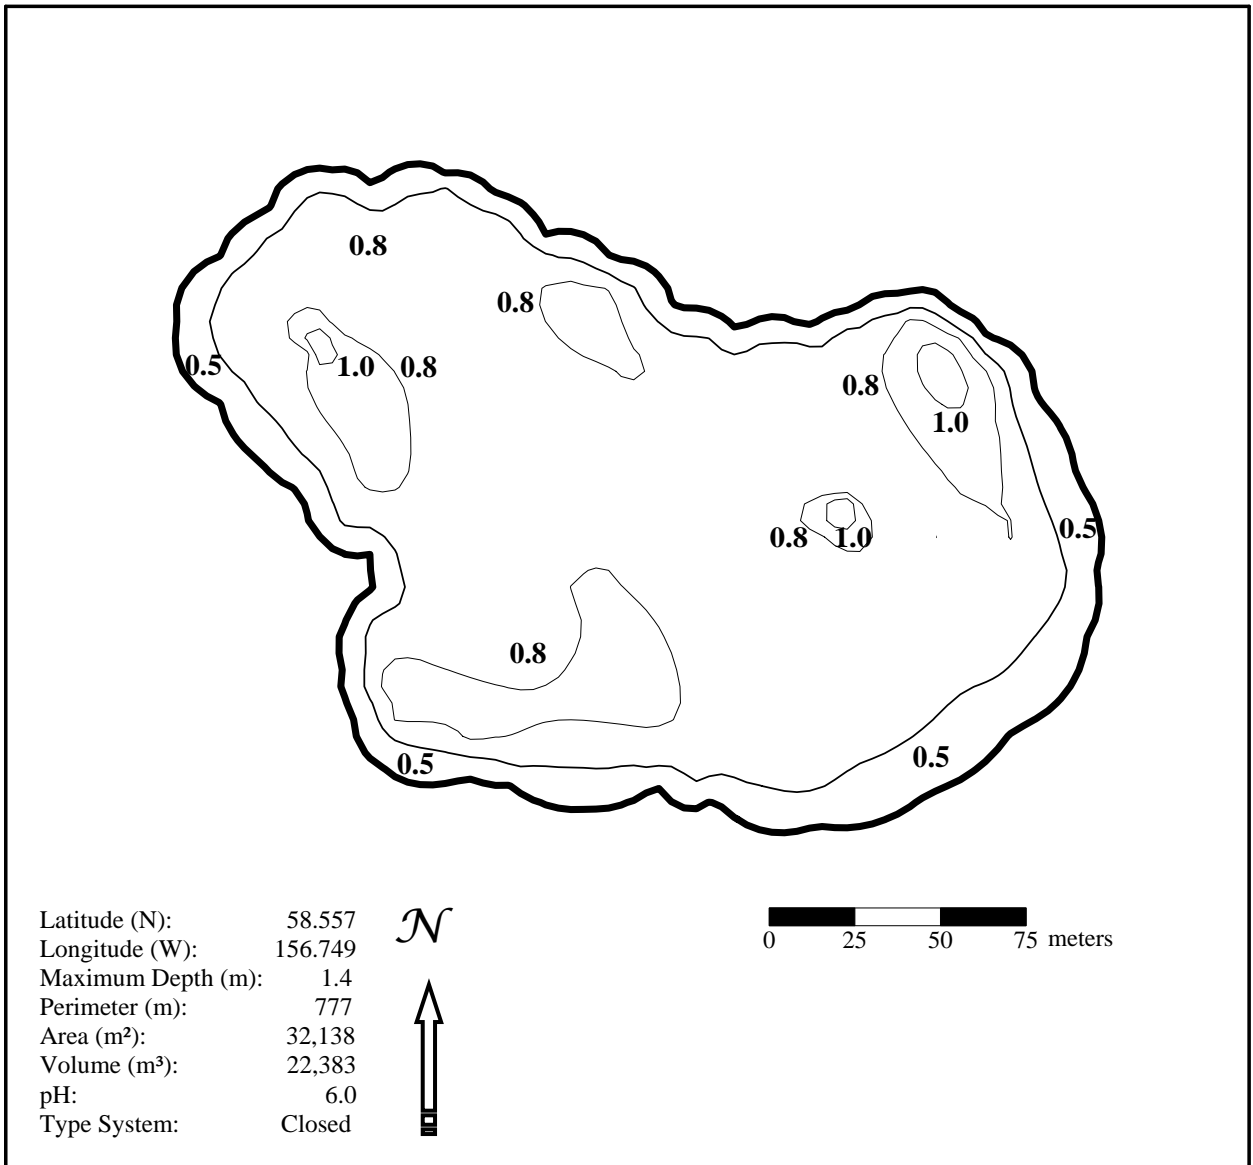 0.8
0.8
0.5
1.0
0.8
0.8
1.0
0.8
1.0
0.5
0.8
0.5
0.5
Latitude (N): 58.557
Longitude (W): 156.749
Maximum Depth (m): 1.4
Perimeter (m): 777
Area (m²): 32,138
Volume (m³): 22,383
pH: 6.0
Type System: Closed
N
0 25 50 75 meters